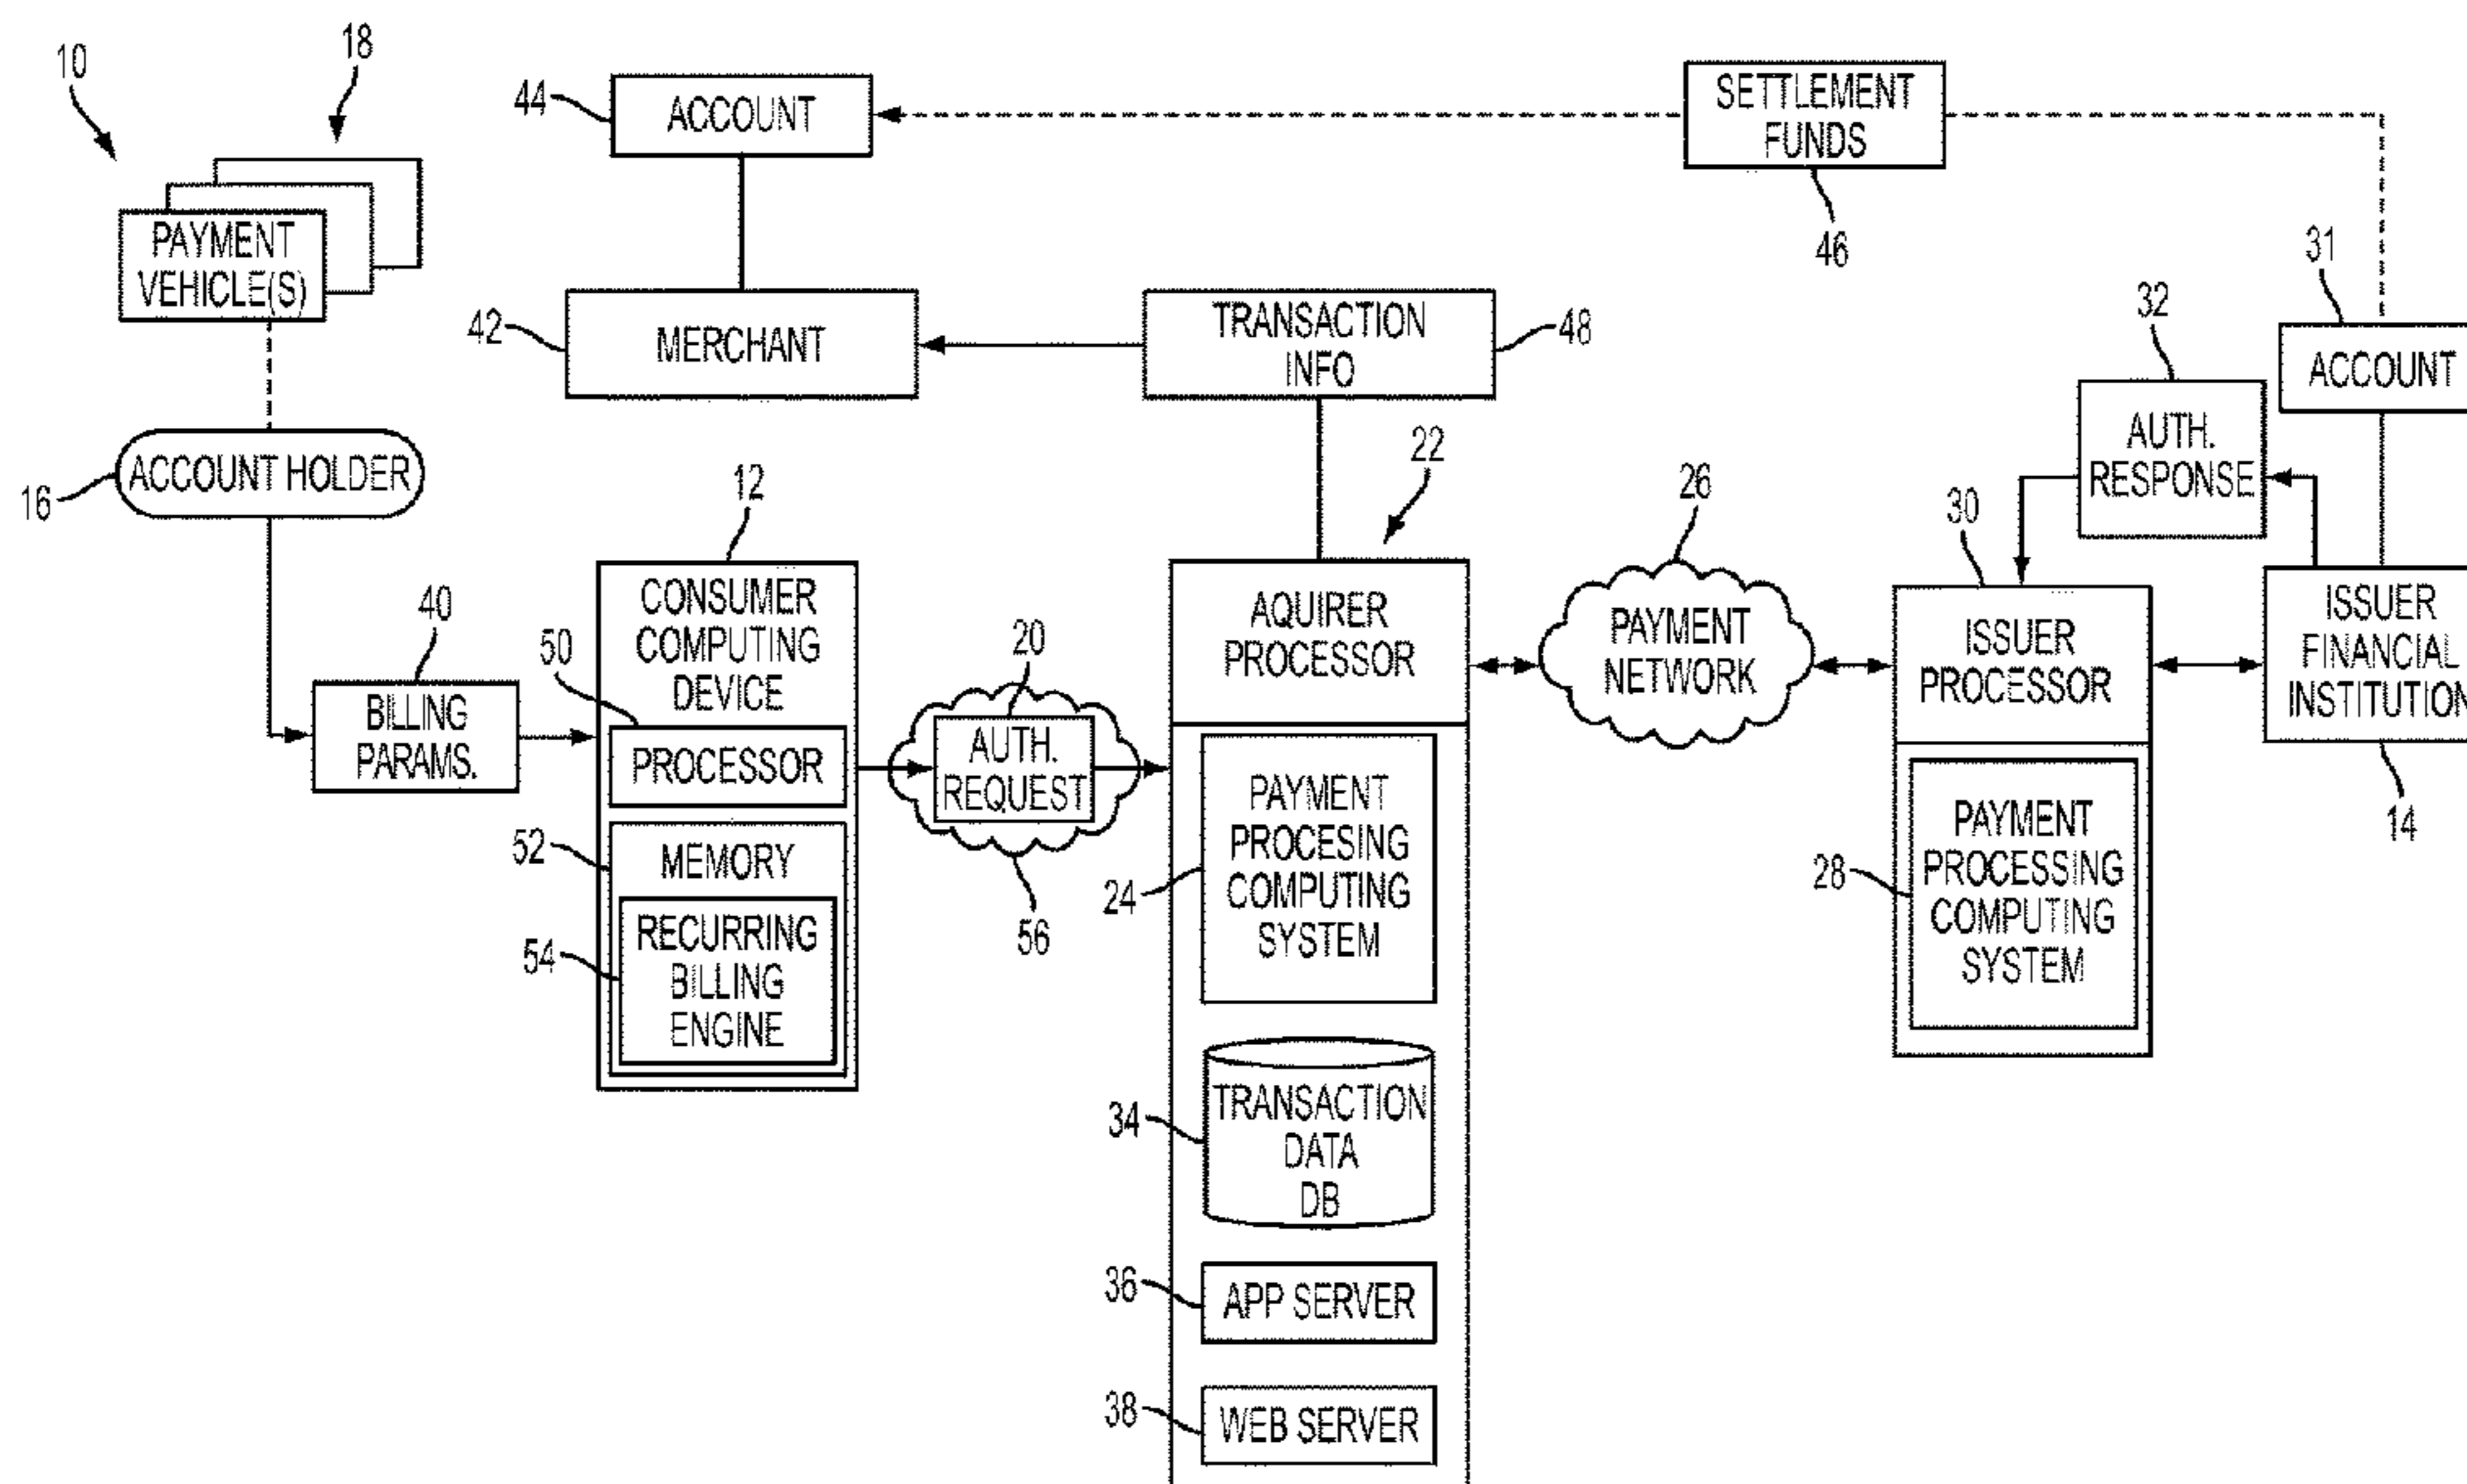 10
18
44
ACCOUNT
SETTLEMENT
FUNDS
46
PAYMENT
VEHICLE(S)
31
42
MERCHANT
TRANSACTION
INFO
48
32
ACCOUNT
AUTH.
RESPONSE
16
ACCOUNT HOLDER
12
22
26
30
40
BILLING
PARAMS.
CONSUMER
COMPUTING
DEVICE
50
PROCESSOR
52
MEMORY
54
RECURRING
BILLING
ENGINE
20
AUTH.
REQUEST
56
AQUIRER
PROCESSOR
24
PAYMENT
PROCESING
COMPUTING
SYSTEM
34
TRANSACTION
DATA
DB
36
APP SERVER
38
WEB SERVER
PAYMENT
NETWORK
ISSUER
PROCESSOR
28
PAYMENT
PROCESSING
COMPUTING
SYSTEM
ISSUER
FINANCIAL
INSTITUTION
14